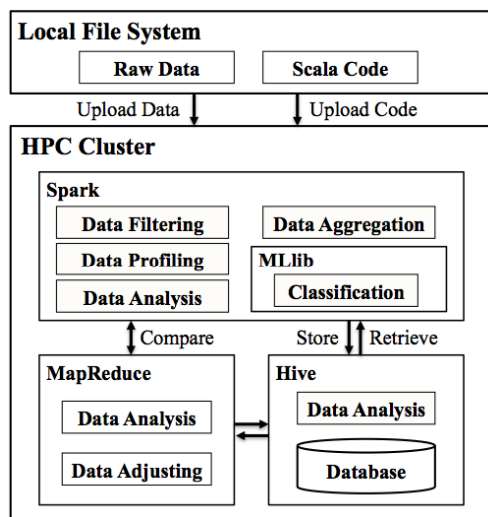 Local File System
Raw Data
Scala Code
Upload Data
Upload Code
HPC Cluster
Spark
Data Filtering
Data Aggregation
Data Profiling
MLlib
Data Analysis
Classification
Compare
Store
Retrieve
MapReduce
Hive
Data Analysis
Data Analysis
Data Adjusting
Database